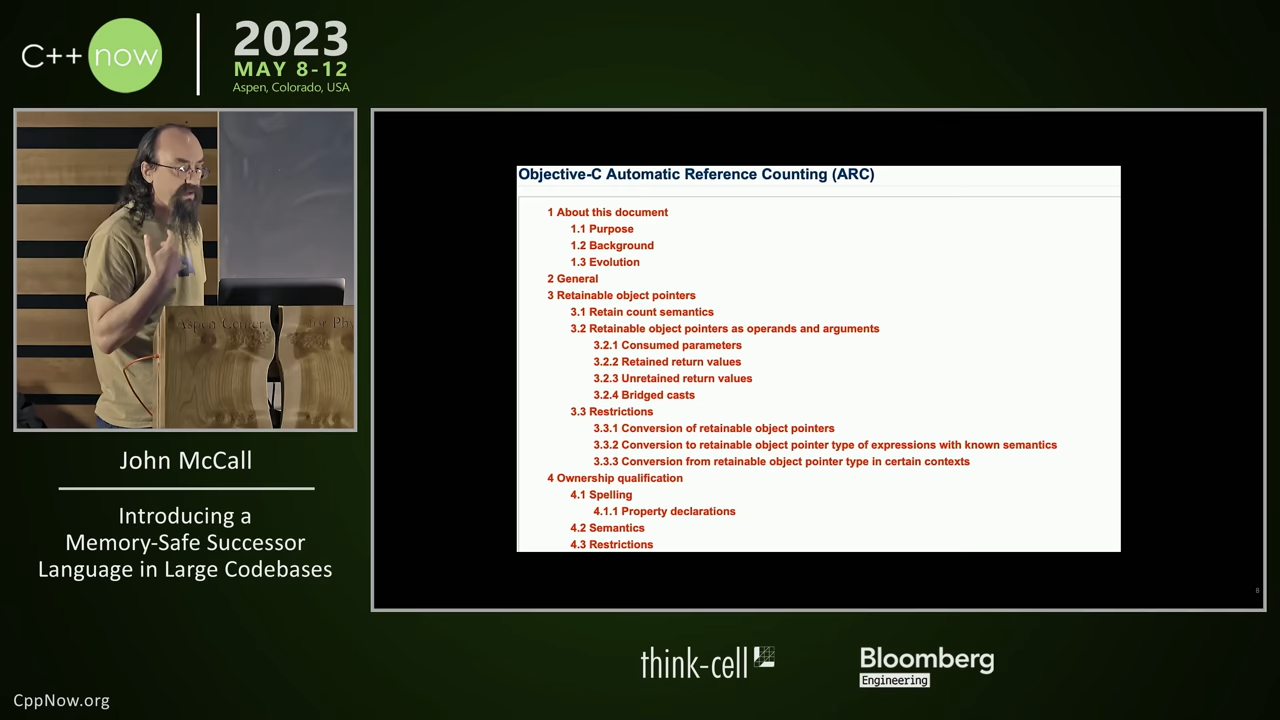 C++ now
2023
MAY 8-12
Aspen, Colorado, USA
Aspen Center for Phy
John McCall
Introducing a
Memory-Safe Successor
Language in Large Codebases
Objective-C Automatic Reference Counting (ARC)
1 About this document
1.1 Purpose
1.2 Background
1.3 Evolution
2 General
3 Retainable object pointers
3.1 Retain count semantics
3.2 Retainable object pointers as operands and arguments
3.2.1 Consumed parameters
3.2.2 Retained return values
3.2.3 Unretained return values
3.2.4 Bridged casts
3.3 Restrictions
3.3.1 Conversion of retainable object pointers
3.3.2 Conversion to retainable object pointer type of expressions with known semantics
3.3.3 Conversion from retainable object pointer type in certain contexts
4 Ownership qualification
4.1 Spelling
4.1.1 Property declarations
4.2 Semantics
4.3 Restrictions
8
think-cell
Bloomberg
Engineering
CppNow.org